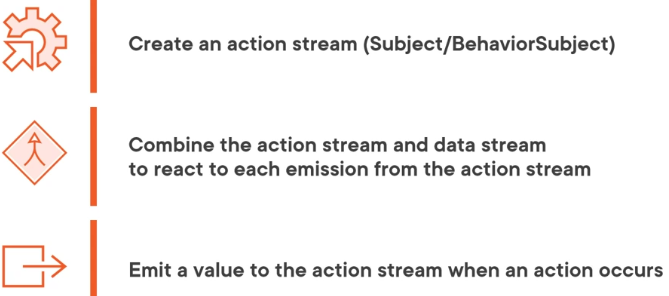 Create an action stream (Subject/BehaviorSubject)
Combine the action stream and data stream
to react to each emission from the action stream
Emit a value to the action stream when an action occurs